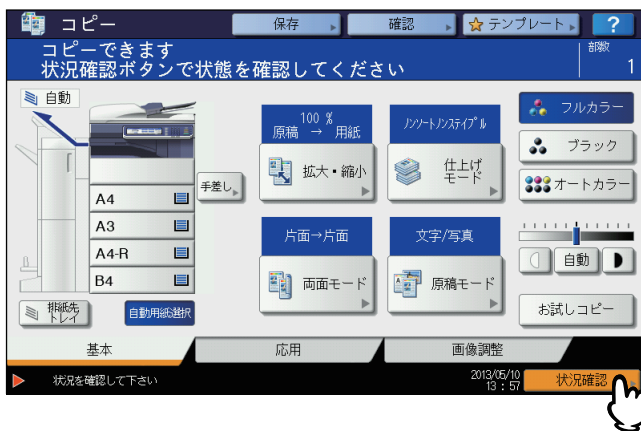 コピー
保存
確認
テンプレート
?
コピーできます
状況確認ボタンで状態を確認してください
部数
1
自動
A4
A3
A4-R
B4
手差し
排紙先
トレイ
自動用紙選択
100 %
原稿 → 用紙
拡大・縮小
ノンソートノンステイプル
仕上げ
モード
片面→片面
両面モード
文字/写真
原稿モード
フルカラー
ブラック
オートカラー
自動
お試しコピー
基本
応用
画像調整
状況を確認して下さい
2013/05/10
13 : 57
状況確認